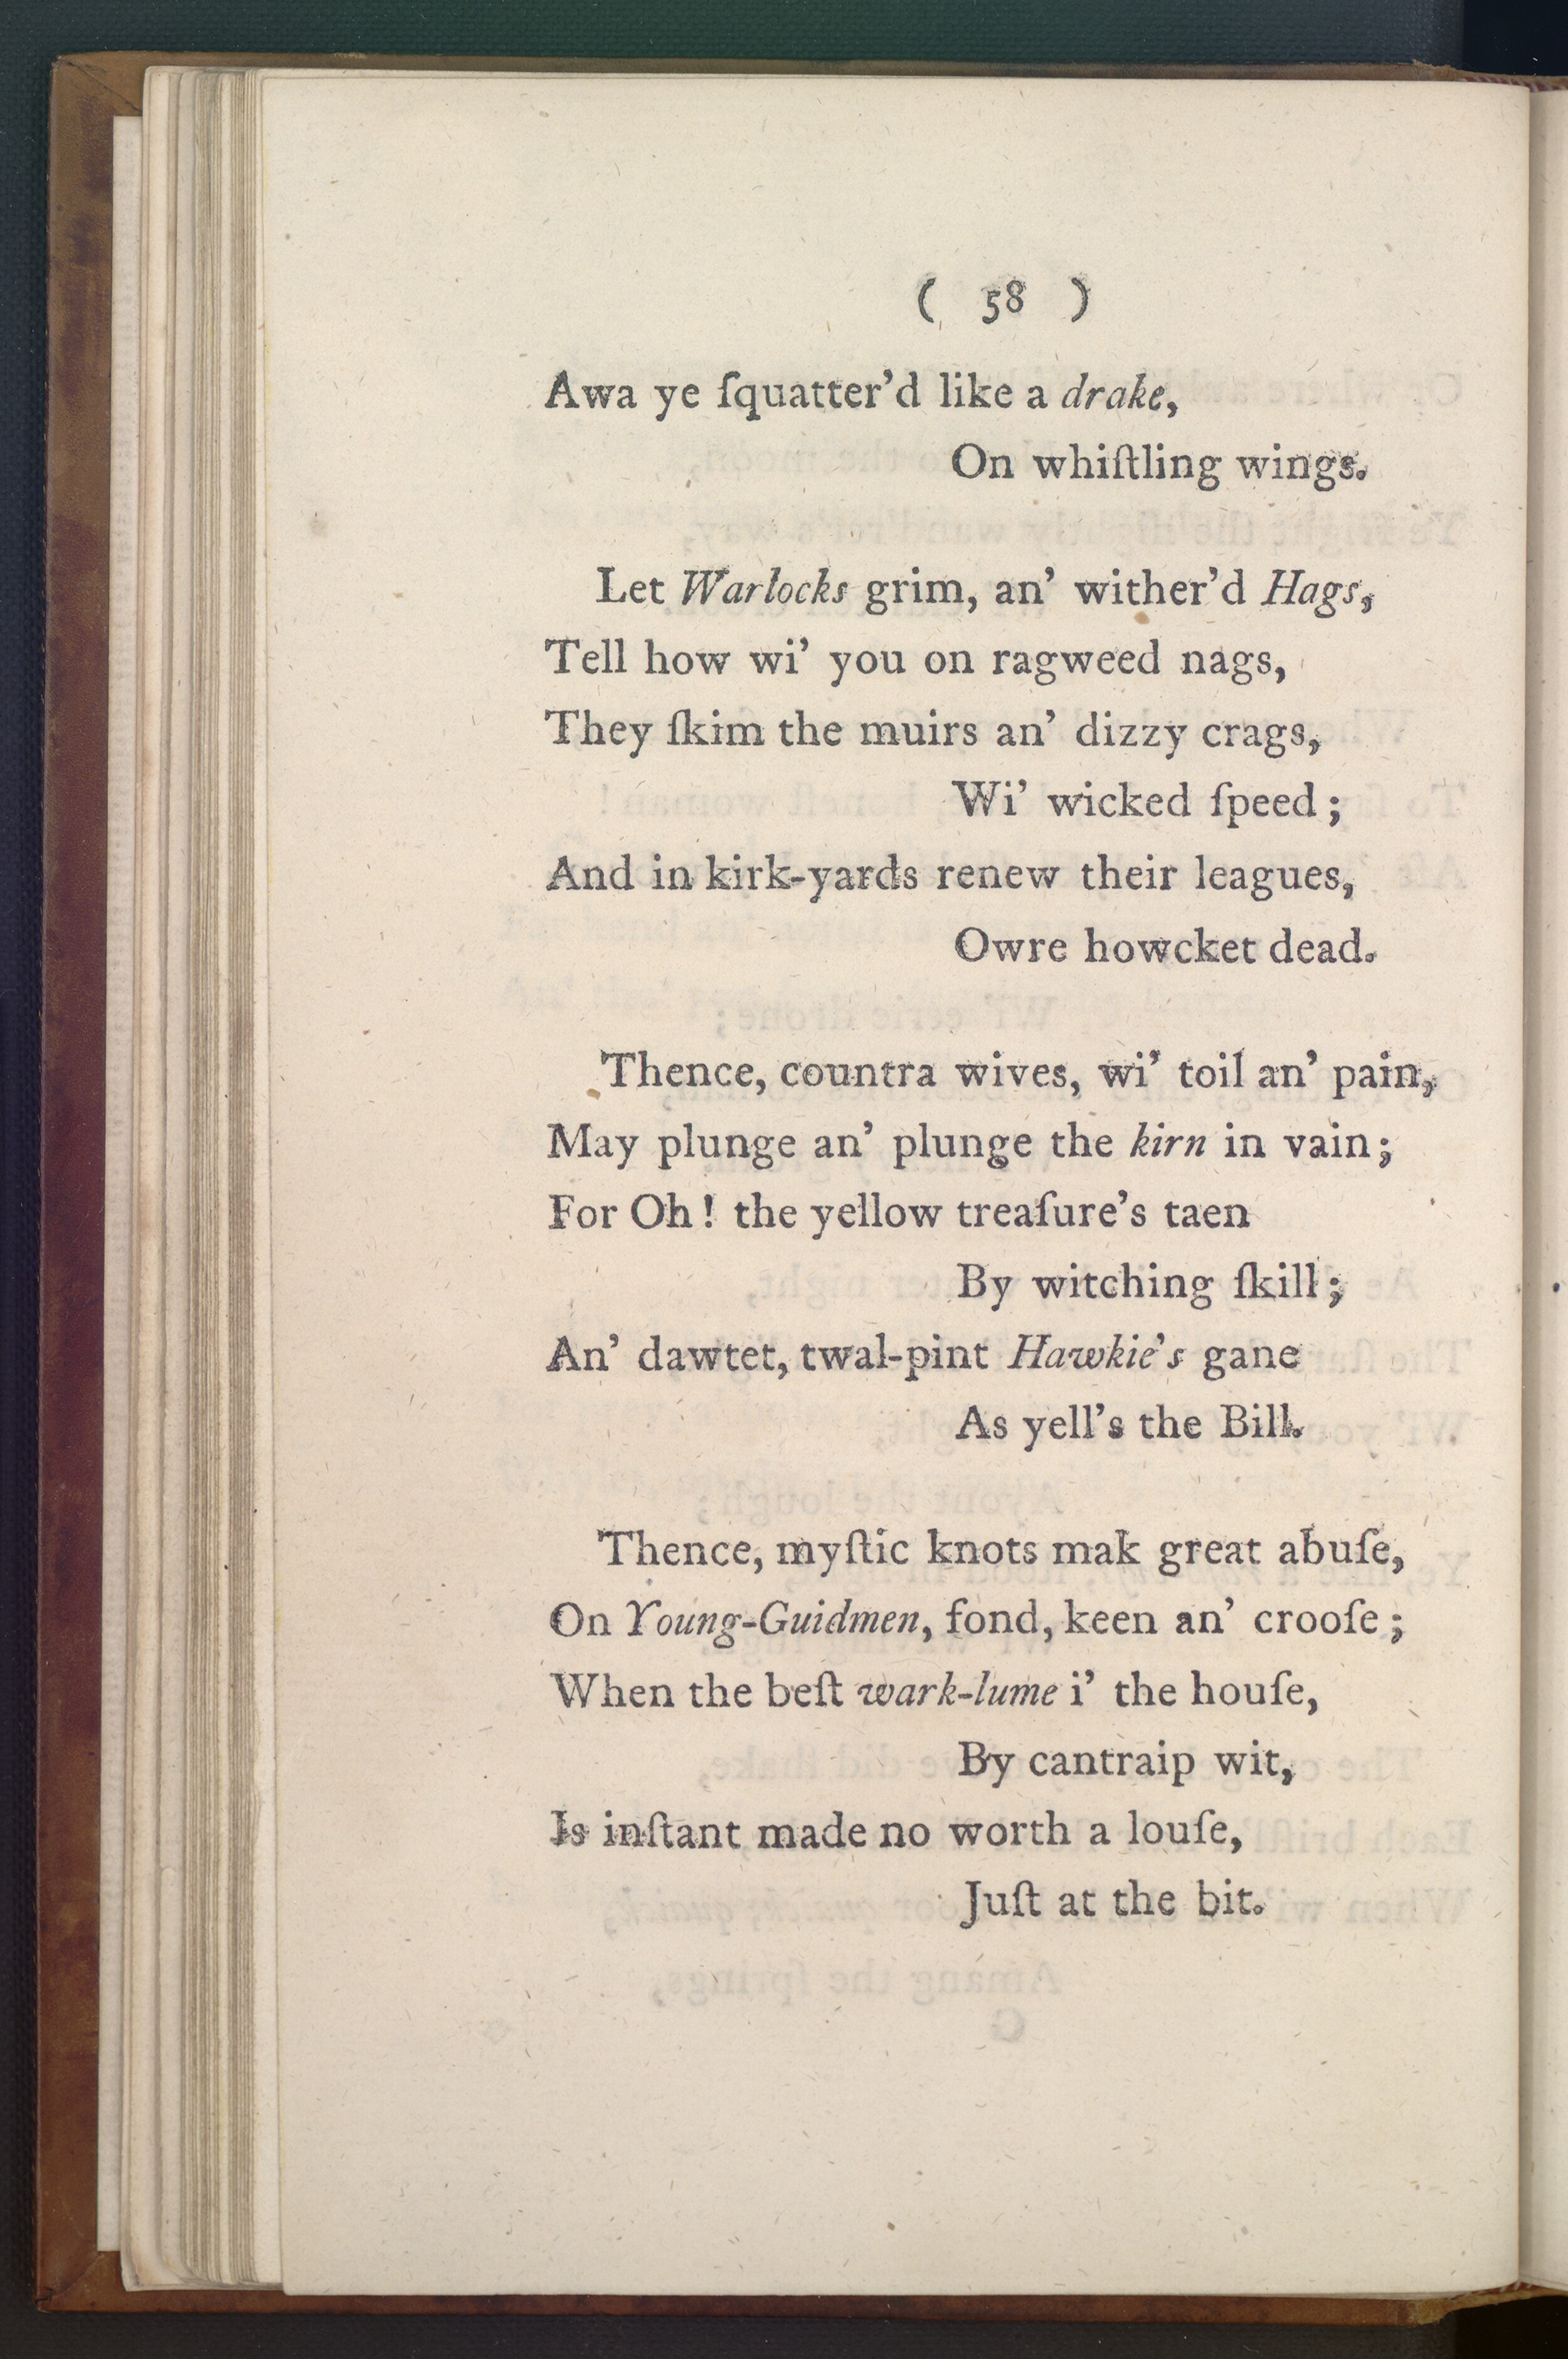 ( 58 )
Awa ye ſquatter'd like a drake,
On whiſtling wings.
Let Warlocks grim, an' wither'd Hags,
Tell how wi' you on ragweed nags,
They ſkim the muirs an' dizzy crags,
Wi' wicked ſpeed;
And in kirk-yards renew their leagues,
Owre howcket dead.
Thence, countra wives, wi' toil an' pain,
May plunge an' plunge the kirn in vain;
For Oh! the yellow treaſure's taen
By witching ſkill;
An' dawtet, twal-pint Hawkie's gane
As yell's the Bill.
Thence, myſtic knots mak great abuſe,
On Young-Guidmen, fond, keen an' crooſe;
When the beſt wark-lume i' the houſe,
By cantraip wit,
Is inſtant made no worth a louſe,
Juſt at the bit.